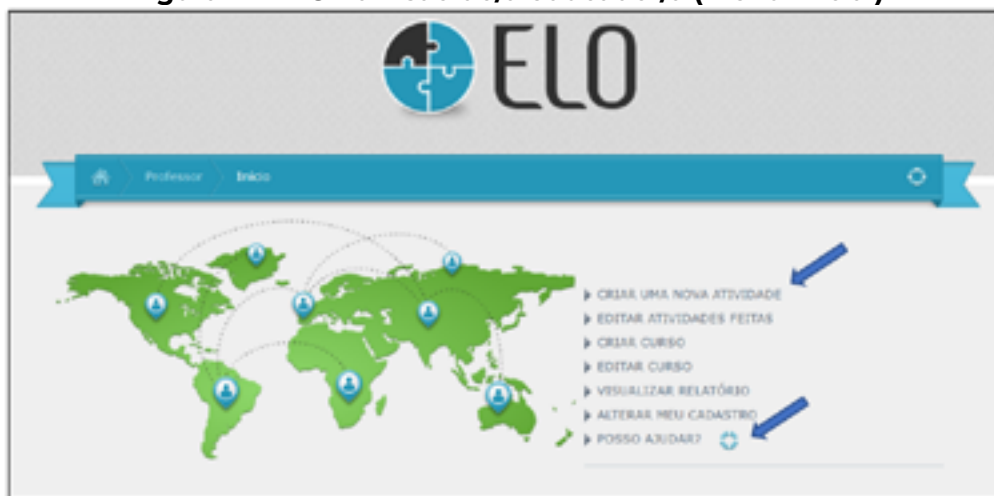 ELO
Professor Início
CRIAR UMA NOVA ATIVIDADE
EDITAR ATIVIDADES FEITAS
CRIAR CURSO
EDITAR CURSO
VISUALIZAR RELATÓRIO
ALTERAR MEU CADASTRO
POSSO AJUDAR?